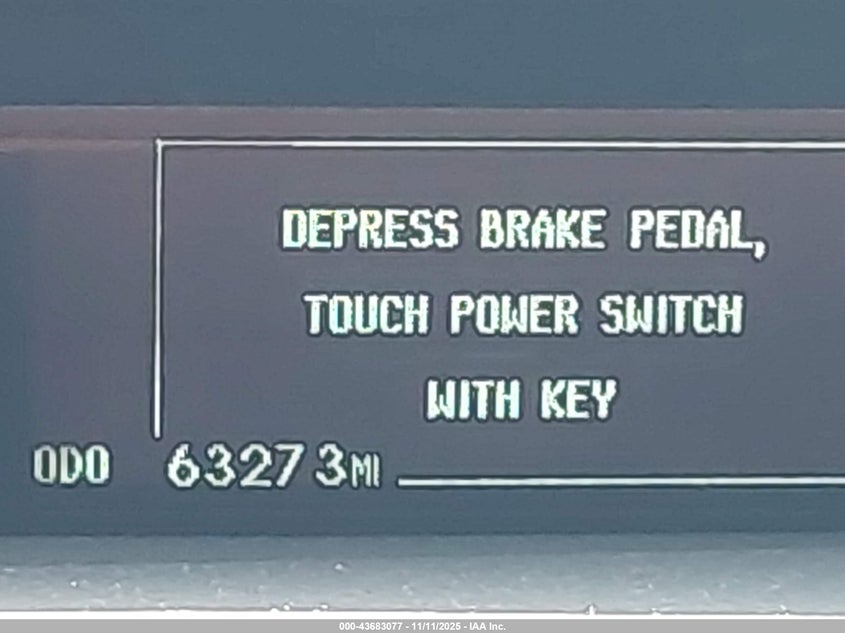 DEPRESS BRAKE PEDAL,
TOUCH POWER SWITCH
WITH KEY
ODO 63273MI
000-43683077 - 11/11/2025 - IAA Inc.